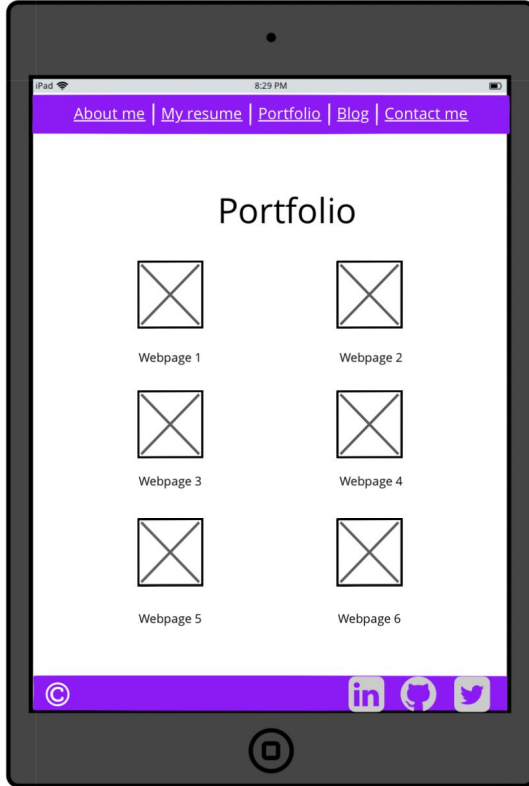 iPad 8:29 PM
About me | My resume | Portfolio | Blog | Contact me
Portfolio
Webpage 1 Webpage 2
Webpage 3 Webpage 4
Webpage 5 Webpage 6
© in